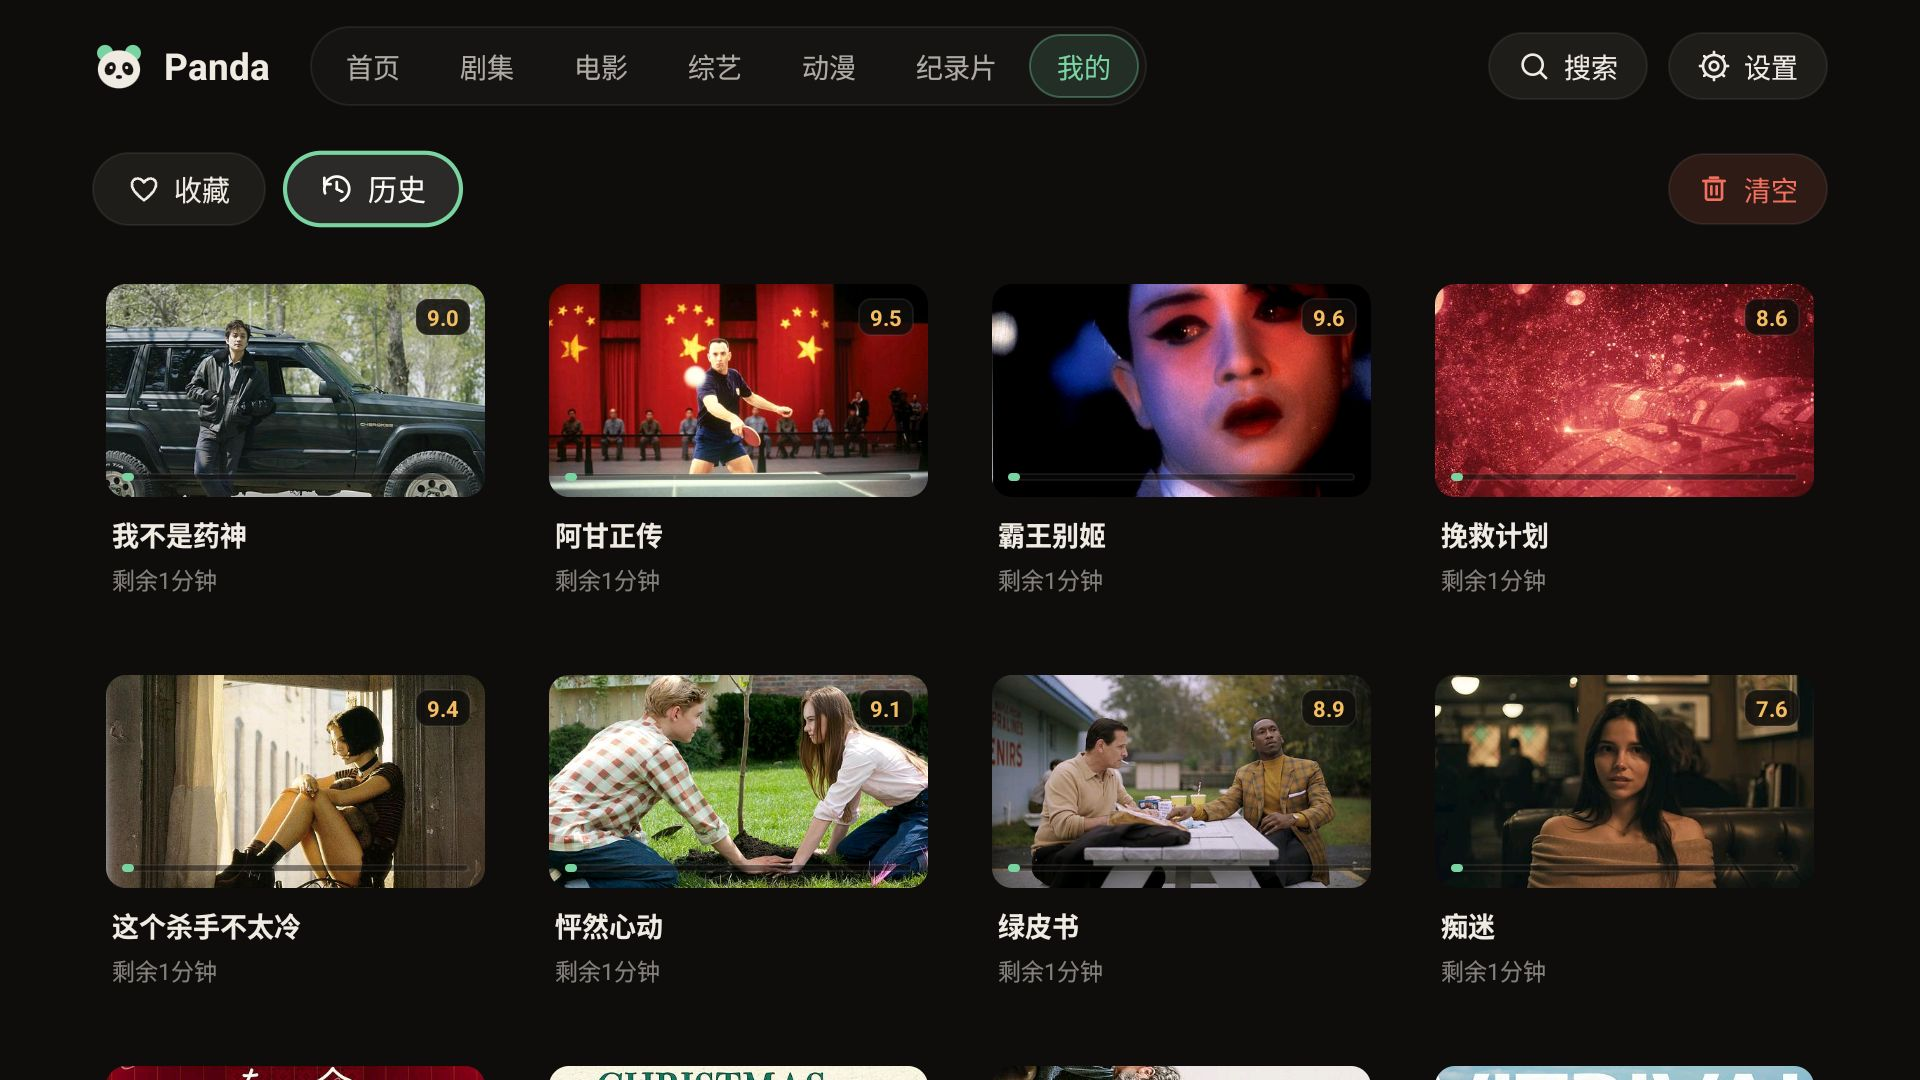 Panda
首页
剧集
电影
综艺
动漫
纪录片
我的
搜索
设置
收藏
历史
清空
9.0
9.5
9.6
8.6
CHEROKEE
我不是药神
阿甘正传
霸王别姬
挽救计划
剩余1分钟
剩余1分钟
剩余1分钟
剩余1分钟
9.4
9.1
8.9
7.6
PRALINES
ENIRS
这个杀手不太冷
怦然心动
绿皮书
痴迷
剩余1分钟
剩余1分钟
剩余1分钟
剩余1分钟
CHRISTMAS